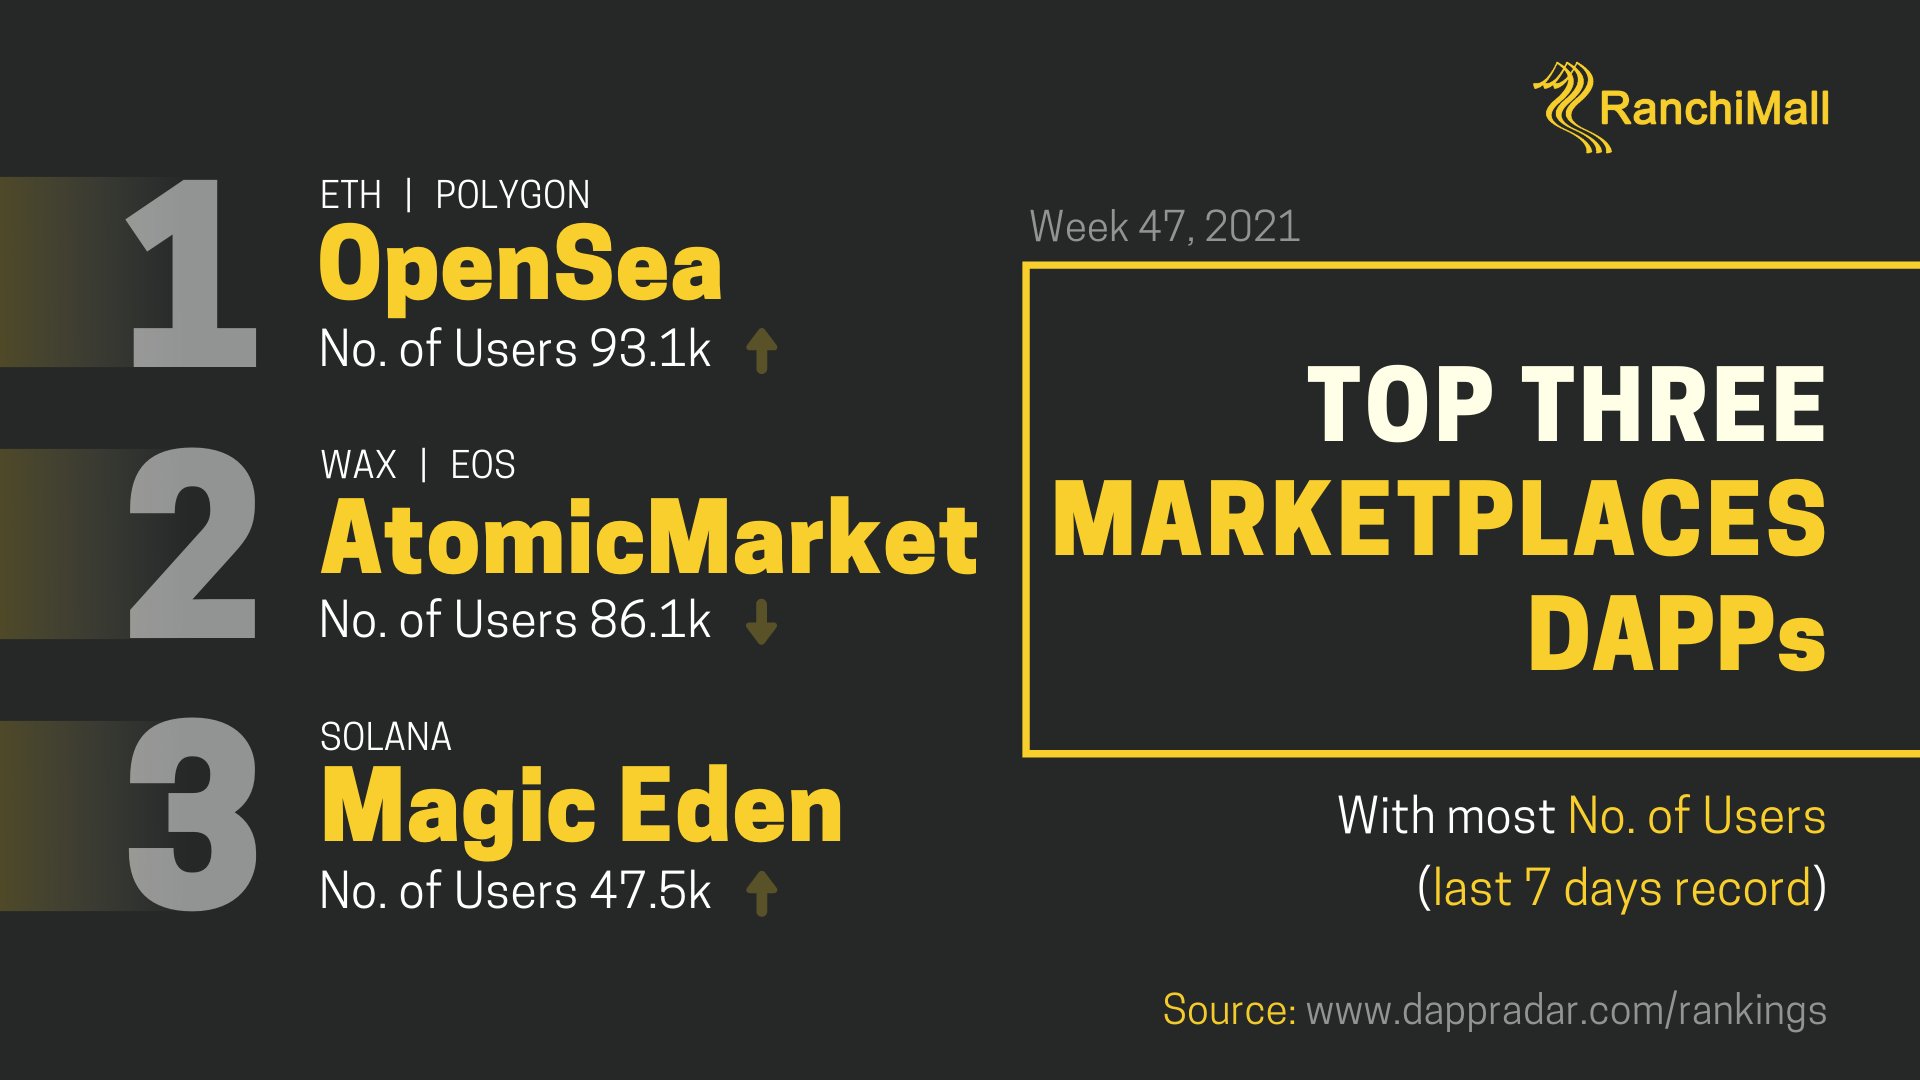 RanchiMall
1
ETH | POLYGON
OpenSea
No. of Users 93.1k
2
WAX | EOS
AtomicMarket
No. of Users 86.1k
3
SOLANA
Magic Eden
No. of Users 47.5k
Week 47, 2021
TOP THREE
MARKETPLACES
DAPPs
With most No. of Users
(last 7 days record)
Source: www.dappradar.com/rankings